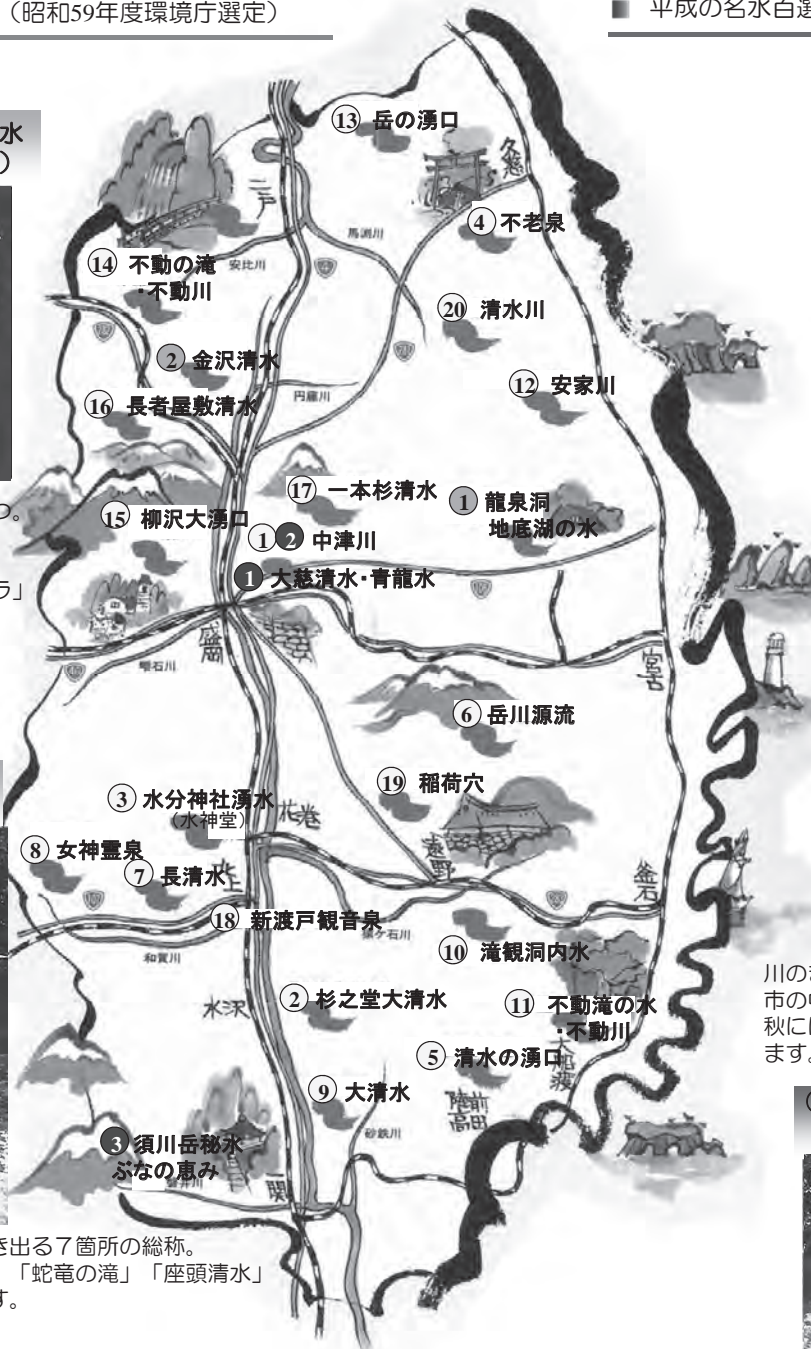 （昭和59年度環境庁選定）
■ 平成の名水百選
水
）
⑬ 岳の湧口
久慈
二戸
④ 不老泉
馬淵川
安比川
⑭ 不動の滝
・不動川
⑳ 清水川
② 金沢清水
⑫ 安家川
⑯ 長者屋敷清水
⑰ 一本杉清水
① 龍泉洞
地底湖の水
つ。
⑮ 柳沢大湧口
① ❷ 中津川
❶ 大慈清水・青龍水
ラ」
盛岡
宮古
雫石川
⑥ 岳川源流
⑲ 稲荷穴
③ 水分神社湧水
（水神堂）
花巻
遠野
釜石
⑧ 女神霊泉
⑦ 長清水
北上
⑱ 新渡戸観音泉
猿ケ石川
和賀川
⑩ 滝観洞内水
水沢
② 杉之堂大清水
⑪ 不動滝の水
・不動川
大船渡
川の
市の
秋に
ます。
⑤ 清水の湧口
陸前
高田
⑨ 大清水
砂鉄川
❸ 須川岳秘水
ぶなの恵み
一関
き出る７箇所の総称。
「蛇竜の滝」「座頭清水」
す。
（